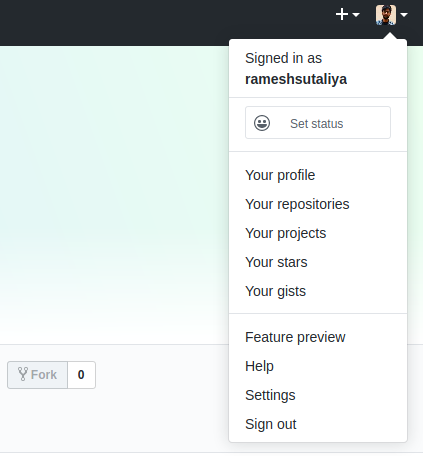 Signed in as
rameshsutaliya
Set status
Your profile
Your repositories
Your projects
Your stars
Your gists
Feature preview
Help
Settings
Sign out
Fork 0